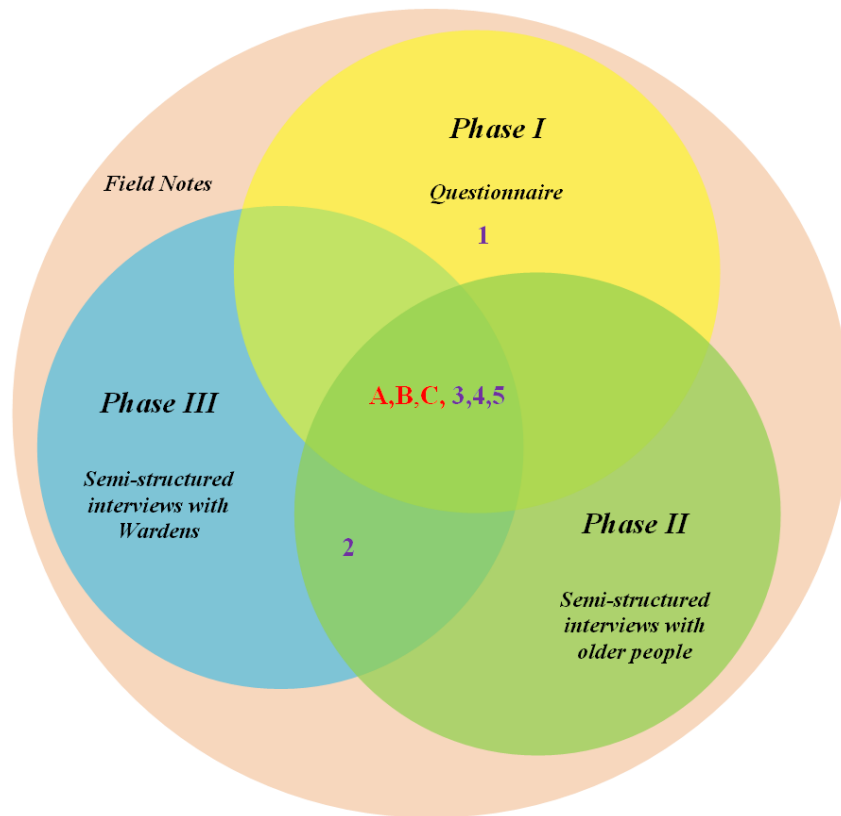 Phase I
Field Notes
Questionnaire
1
A,B,C, 3,4,5
Phase III
Semi-structured
interviews with
Wardens
2
Phase II
Semi-structured
interviews with
older people